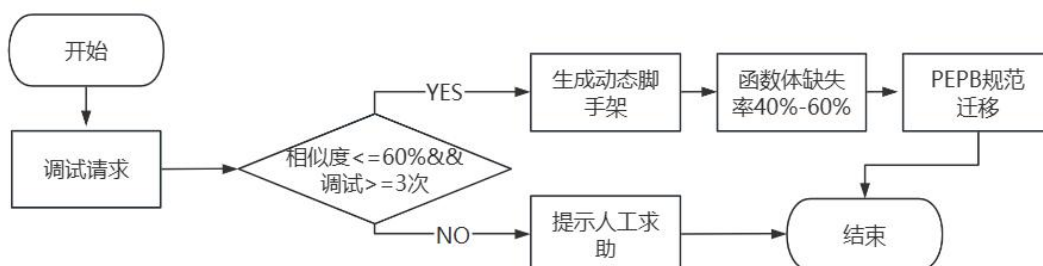 开始
调试请求
相似度<=60%&&
调试>=3次
YES
生成动态脚
手架
函数体缺失
率40%-60%
PEPB规范
迁移
NO
提示人工求
助
结束